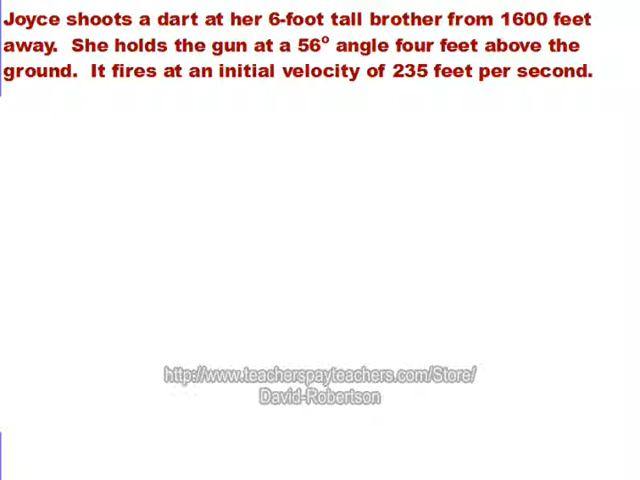 Joyce shoots a dart at her 6-foot tall brother from 1600 feet
away. She holds the gun at a 56° angle four feet above the
ground. It fires at an initial velocity of 235 feet per second.
http://www.teacherspayteachers.com/Store/
David-Robertson